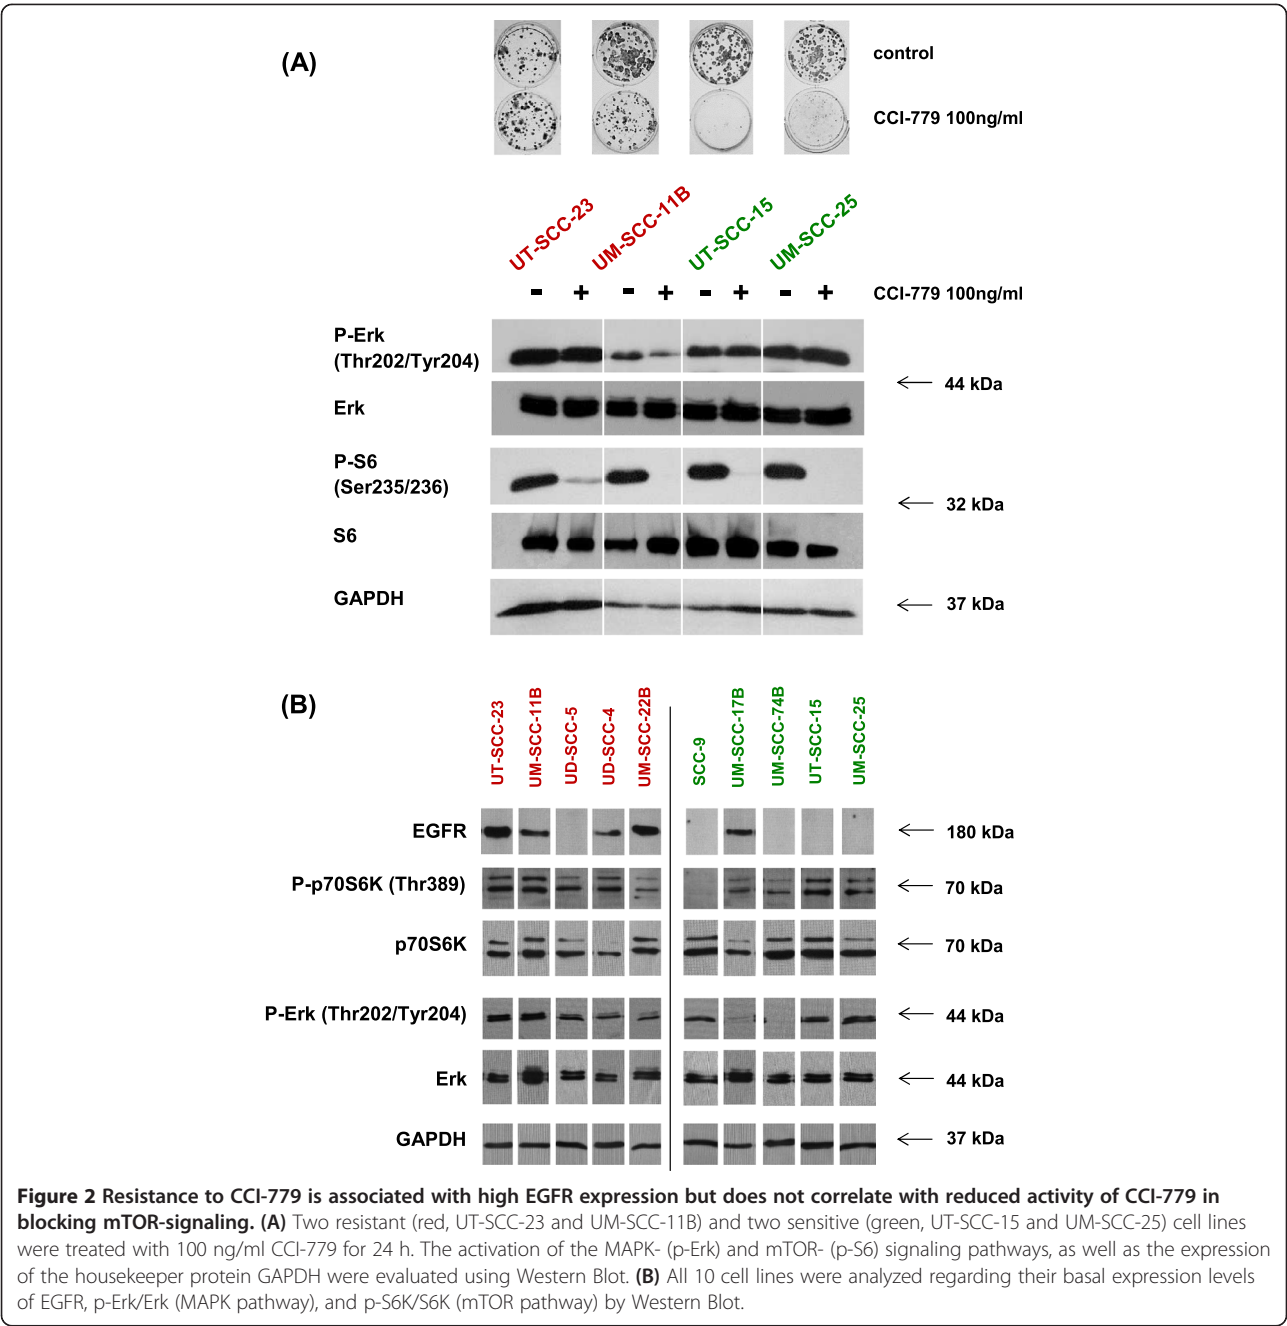 (A)
control
CCI-779 100ng/ml
UT-SCC-23
UM-SCC-11B
UT-SCC-15
UM-SCC-25
- + - + - + - +
CCI-779 100ng/ml
P-Erk
(Thr202/Tyr204)
44 kDa
Erk
P-S6
(Ser235/236)
32 kDa
S6
GAPDH
37 kDa
(B)
UT-SCC-23
UM-SCC-11B
UD-SCC-5
UD-SCC-4
UM-SCC-22B
SCC-9
UM-SCC-17B
UM-SCC-74B
UT-SCC-15
UM-SCC-25
EGFR
180 kDa
P-p70S6K (Thr389)
70 kDa
p70S6K
70 kDa
P-Erk (Thr202/Tyr204)
44 kDa
Erk
44 kDa
GAPDH
37 kDa
Figure 2 Resistance to CCI-779 is associated with high EGFR expression but does not correlate with reduced activity of CCI-779 in
blocking mTOR-signaling. (A) Two resistant (red, UT-SCC-23 and UM-SCC-11B) and two sensitive (green, UT-SCC-15 and UM-SCC-25) cell lines
were treated with 100 ng/ml CCI-779 for 24 h. The activation of the MAPK- (p-Erk) and mTOR- (p-S6) signaling pathways, as well as the expression
of the housekeeper protein GAPDH were evaluated using Western Blot. (B) All 10 cell lines were analyzed regarding their basal expression levels
of EGFR, p-Erk/Erk (MAPK pathway), and p-S6K/S6K (mTOR pathway) by Western Blot.